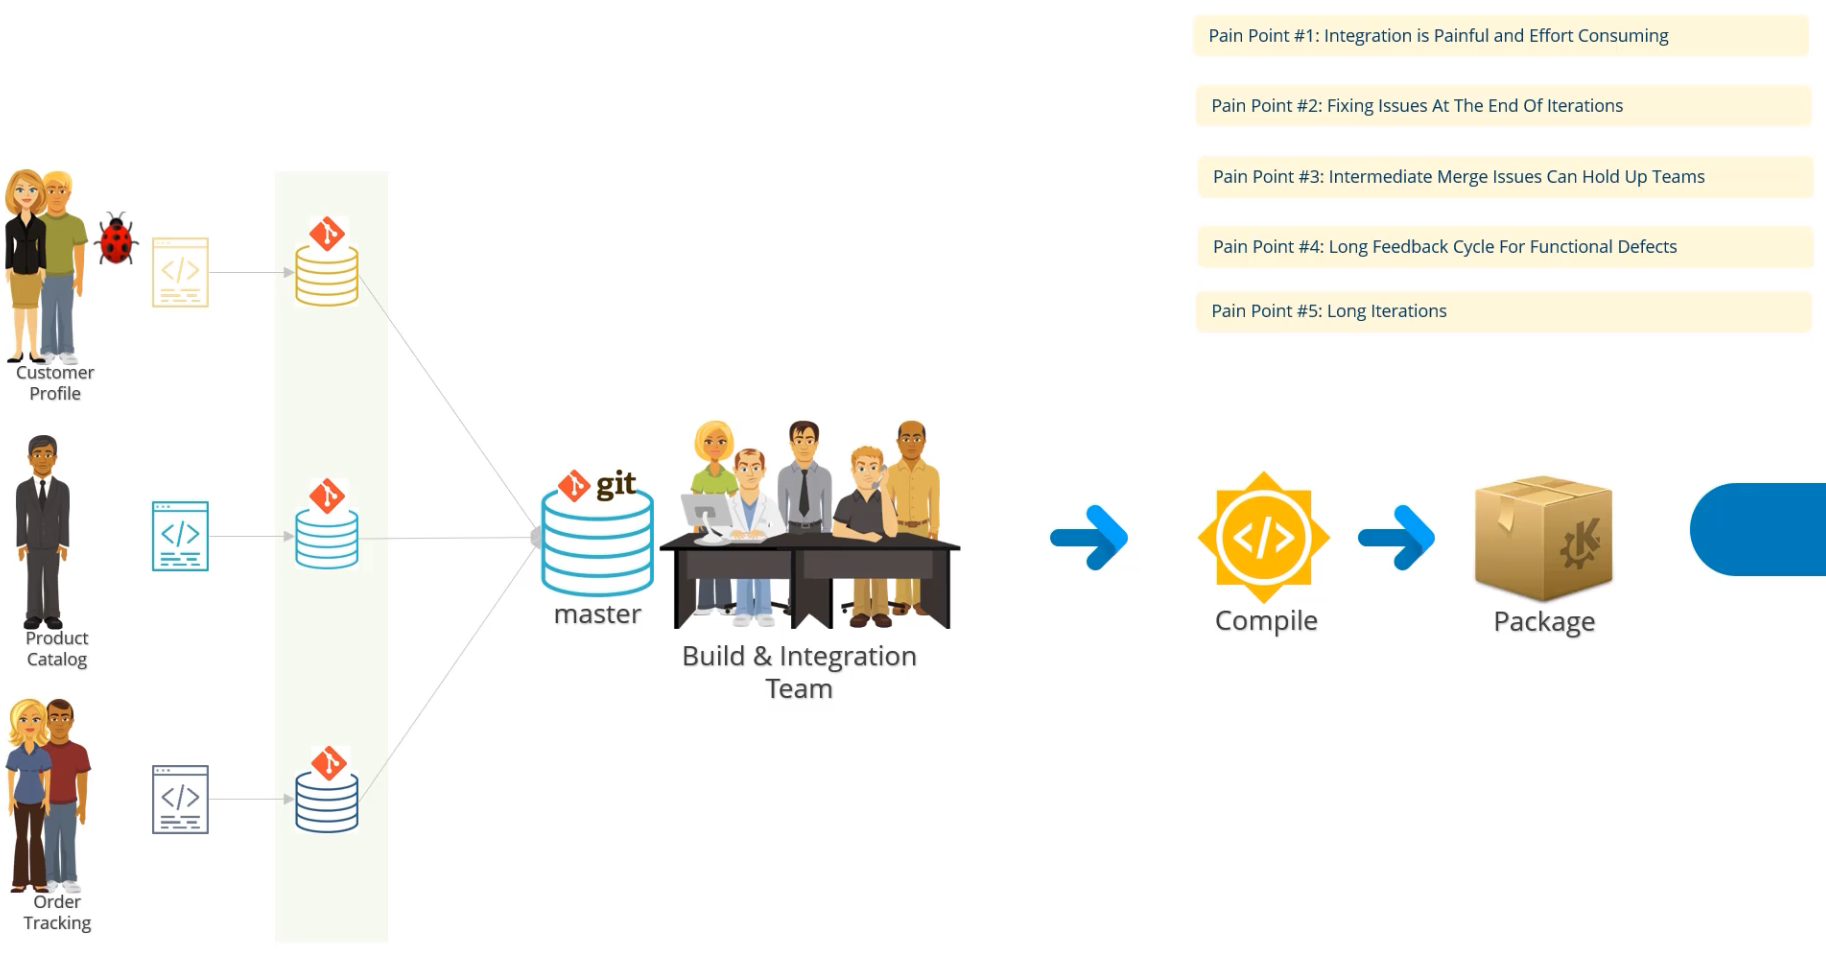 Pain Point #1: Integration is Painful and Effort Consuming
Pain Point #2: Fixing Issues At The End Of Iterations
Pain Point #3: Intermediate Merge Issues Can Hold Up Teams
Pain Point #4: Long Feedback Cycle For Functional Defects
Pain Point #5: Long Iterations
Customer
Profile
Product
Catalog
Order
Tracking
git
master
Build & Integration
Team
</>
</>
</>
</>
Compile
K
Package